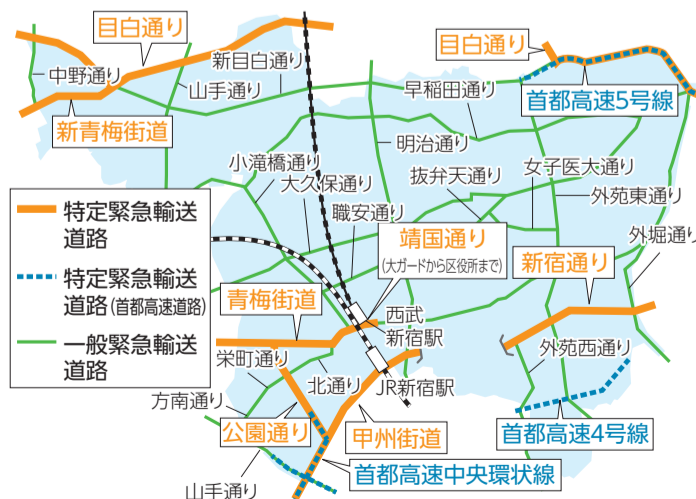 目白通り
目白通り
新目白通り
中野通り
山手通り
首都高速5号線
早稲田通り
新青梅街道
明治通り
小滝橋通り
女子医大通り
抜弁天通り
大久保通り
外苑東通り
職安通り
特定緊急輸送
道路
靖国通り
(大ガードから区役所まで)
外堀通り
新宿通り
特定緊急輸送
道路(首都高速道路)
青梅街道
西武
新宿駅
一般緊急輸送
道路
栄町通り
外苑西通り
北通り
JR新宿駅
方南通り
公園通り
甲州街道
首都高速4号線
首都高速中央環状線
山手通り